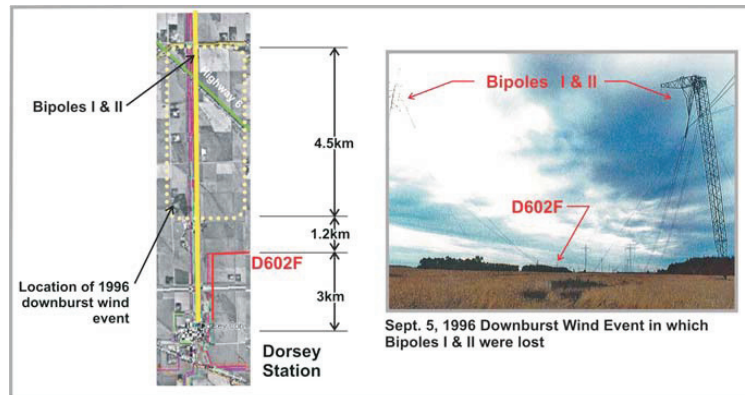 Bipoles I & II
Highway 6
4.5km
1.2km
D602F
Location of 1996
downburst wind
event
3km
Dorsey
Station
Bipoles I & II
D602F
Sept. 5, 1996 Downburst Wind Event in which
Bipoles I & II were lost